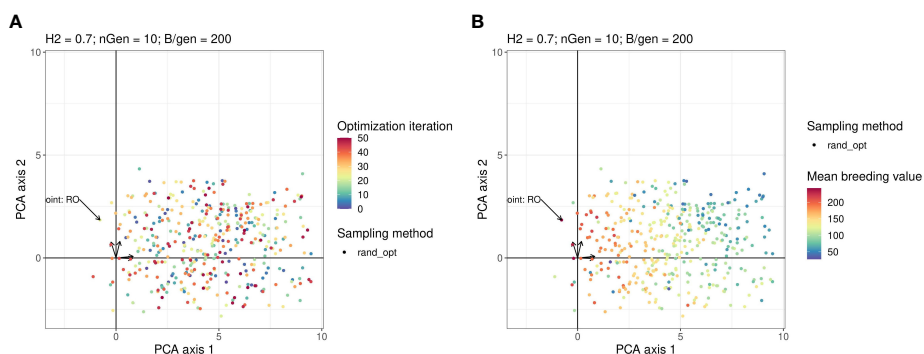 A
H2 = 0.7; nGen = 10; B/gen = 200
10
5
0
PCA axis 2
oint: RO
0
5
10
PCA axis 1
Optimization iteration
50
40
30
20
10
0
Sampling method
rand_opt
B
H2 = 0.7; nGen = 10; B/gen = 200
10
5
0
PCA axis 2
oint: RO
0
5
10
PCA axis 1
Sampling method
rand_opt
Mean breeding value
200
150
100
50